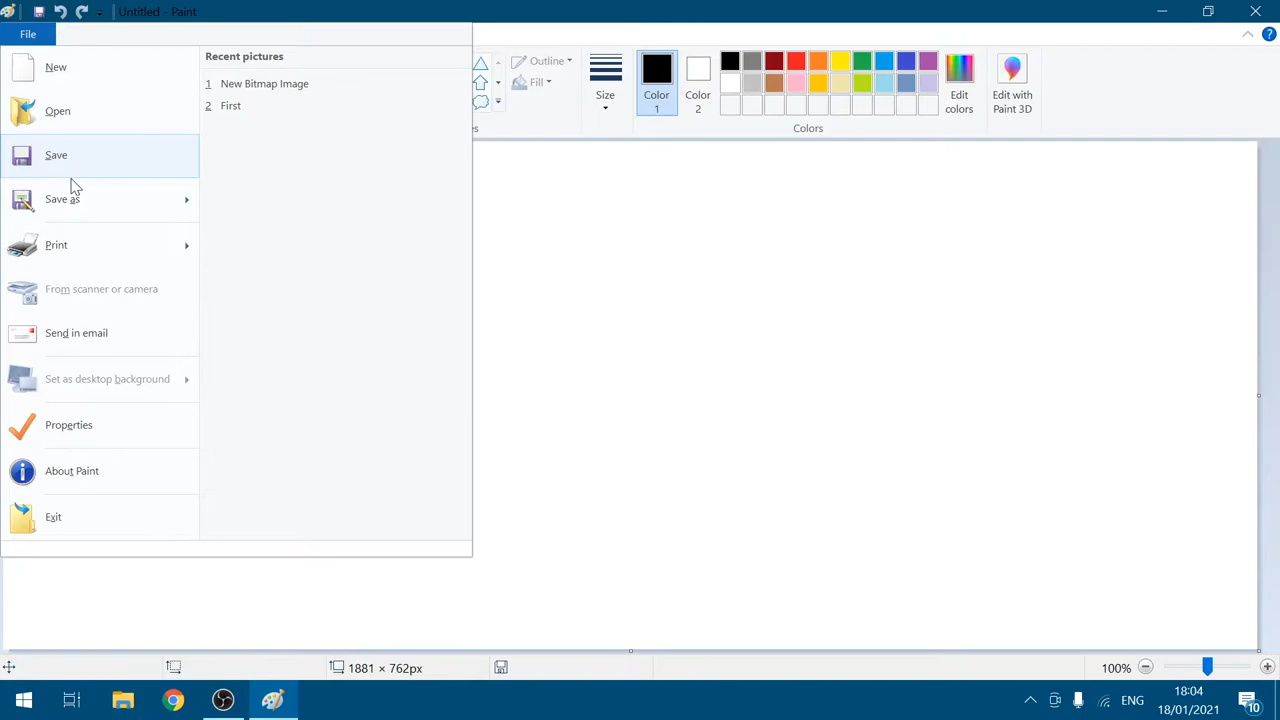 Untitled - Paint
File
New
Open
Save
Save as
Print
From scanner or camera
Send in email
Set as desktop background
Properties
About Paint
Exit
Recent pictures
1 New Bitmap Image
2 First
Outline
Fill
Size
Color 1
Color 2
Edit colors
Edit with Paint 3D
Colors
1881 × 762px
100%
ENG
18:04
18/01/2021
10